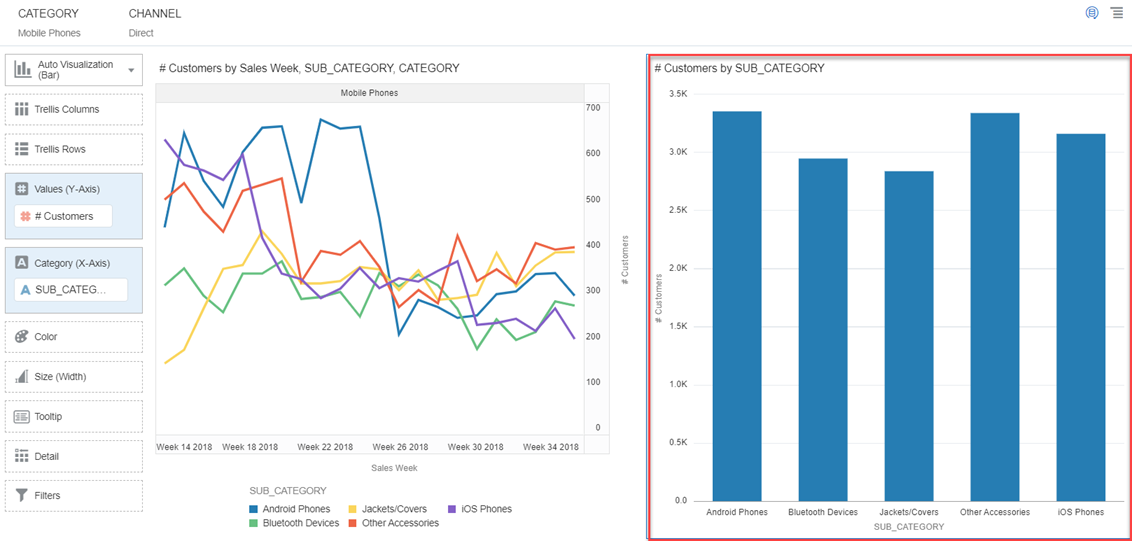 CATEGORY
Mobile Phones
CHANNEL
Direct
Auto Visualization
(Bar)
Trellis Columns
Trellis Rows
Values (Y-Axis)
# Customers
Category (X-Axis)
SUB_CATEG...
Color
Size (Width)
Tooltip
Detail
Filters
# Customers by Sales Week, SUB_CATEGORY, CATEGORY
Mobile Phones
700
600
500
400
300
200
100
0
# Customers
Week 14 2018
Week 18 2018
Week 22 2018
Week 26 2018
Week 30 2018
Week 34 2018
Sales Week
SUB_CATEGORY
Android Phones
Jackets/Covers
iOS Phones
Bluetooth Devices
Other Accessories
# Customers by SUB_CATEGORY
3.5K
3.0K
2.5K
2.0K
1.5K
1.0K
0.5K
0.0
# Customers
Android Phones
Bluetooth Devices
Jackets/Covers
Other Accessories
iOS Phones
SUB_CATEGORY